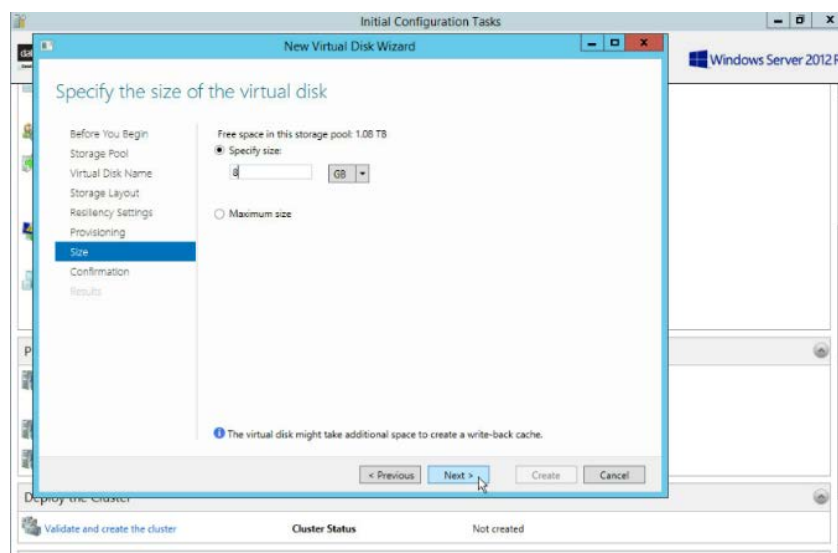 Initial Configuration Tasks
New Virtual Disk Wizard
Windows Server 2012 R
Specify the size of the virtual disk
Before You Begin
Storage Pool
Virtual Disk Name
Storage Layout
Resiliency Settings
Provisioning
Size
Confirmation
Results
Free space in this storage pool: 1.08 TB
Specify size:
8 GB
Maximum size
The virtual disk might take additional space to create a write-back cache.
< Previous Next > Create Cancel
Deploy the Cluster
Validate and create the cluster Cluster Status Not created